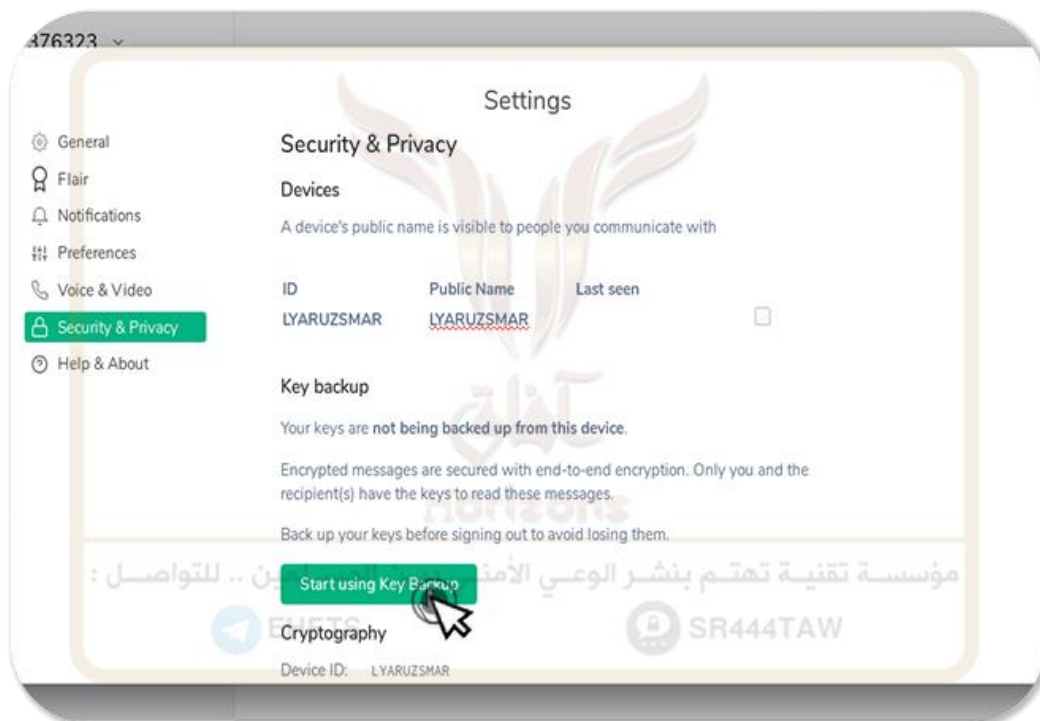 376323
Settings
General
Flair
Notifications
Preferences
Voice & Video
Security & Privacy
Help & About
Security & Privacy
Devices
A device's public name is visible to people you communicate with
ID Public Name Last seen
LYARUZSMAR LYARUZSMAR
Key backup
Your keys are not being backed up from this device.
Encrypted messages are secured with end-to-end encryption. Only you and the
recipient(s) have the keys to read these messages.
Back up your keys before signing out to avoid losing them.
Start using Key Backup
Cryptography
Device ID: LYARUZSMAR
آفاق
Horizons
مؤسسة تقنية تهتم بنشر الوعي الأمني بين المسلمين .. للتواصل :
SR444TAW